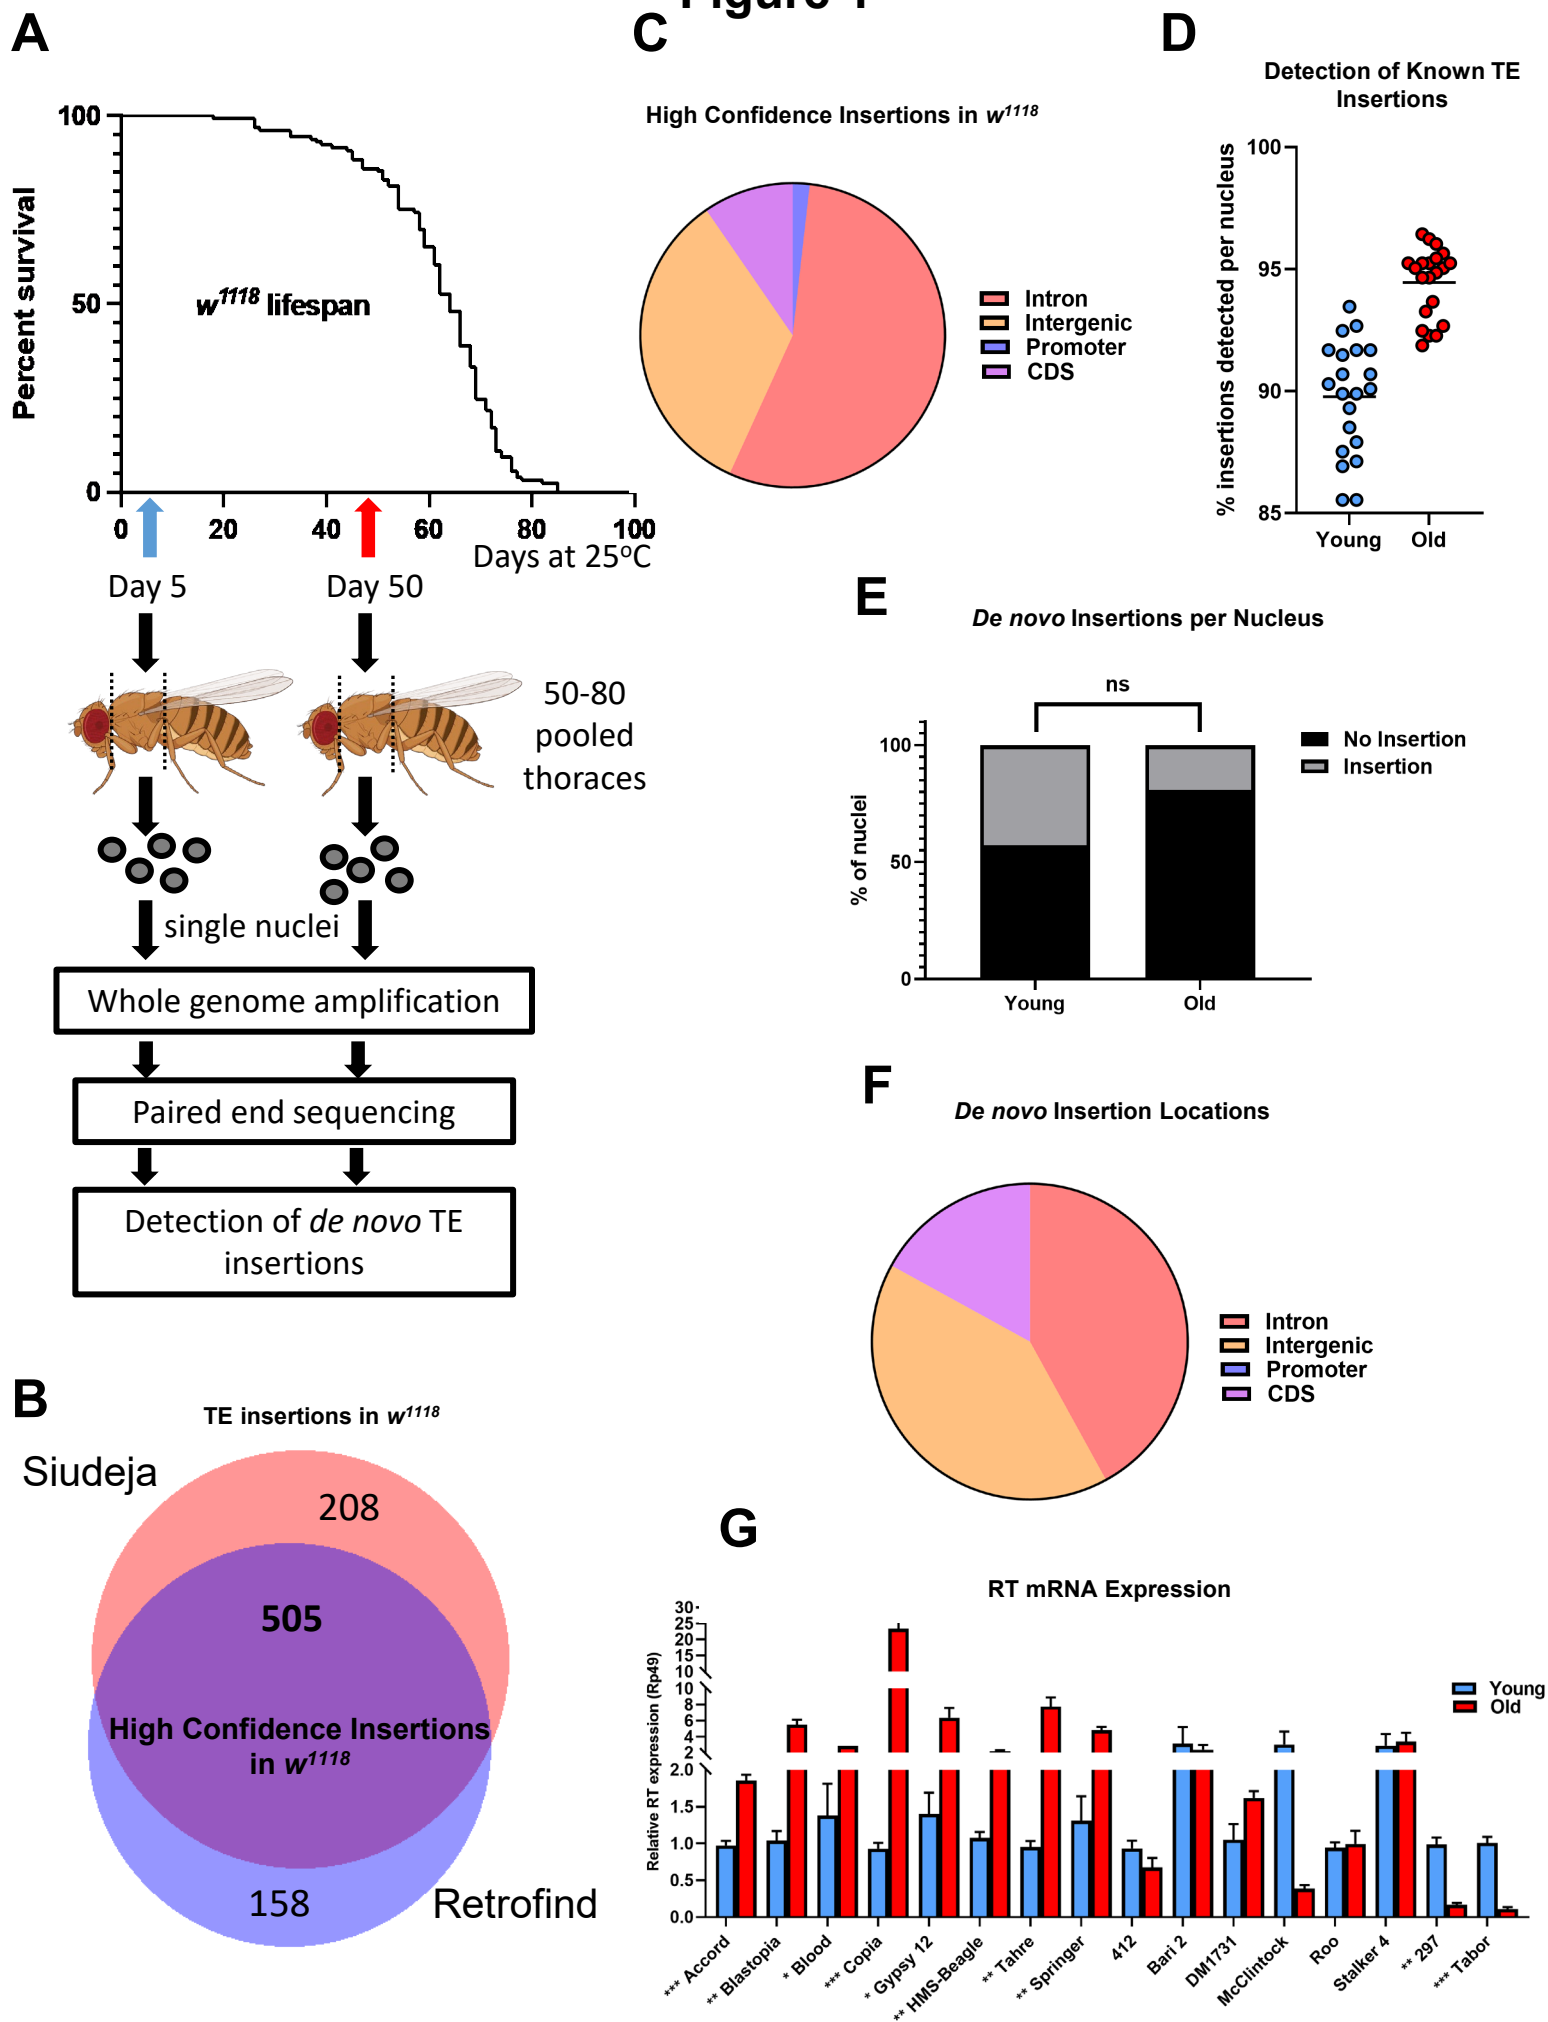 Figure 1
A
100
50
0
Percent survival
w1118 lifespan
0 20 40 60 80 100
Days at 25oC
Day 5 Day 50
50-80
pooled
thoraces
single nuclei
Whole genome amplification
Paired end sequencing
Detection of de novo TE
insertions
B
TE insertions in w1118
Siudeja
208
505
High Confidence Insertions
in w1118
158
Retrofind
C
High Confidence Insertions in w1118
Intron
Intergenic
Promoter
CDS
D
Detection of Known TE
Insertions
% insertions detected per nucleus
100
95
90
85
Young Old
E
De novo Insertions per Nucleus
ns
% of nuclei
100
50
0
Young Old
No Insertion
Insertion
F
De novo Insertion Locations
Intron
Intergenic
Promoter
CDS
G
RT mRNA Expression
Relative RT expression (Rp49)
30
25
20
15
10
10
8
6
4
2
2.0
1.5
1.0
0.5
0.0
Young
Old
*** Accord
** Blastopia
* Blood
*** Copia
* Gypsy 12
** HMS-Beagle
** Tahre
** Springer
412
Bari 2
DM1731
McClintock
Roo
Stalker 4
** 297
*** Tabor